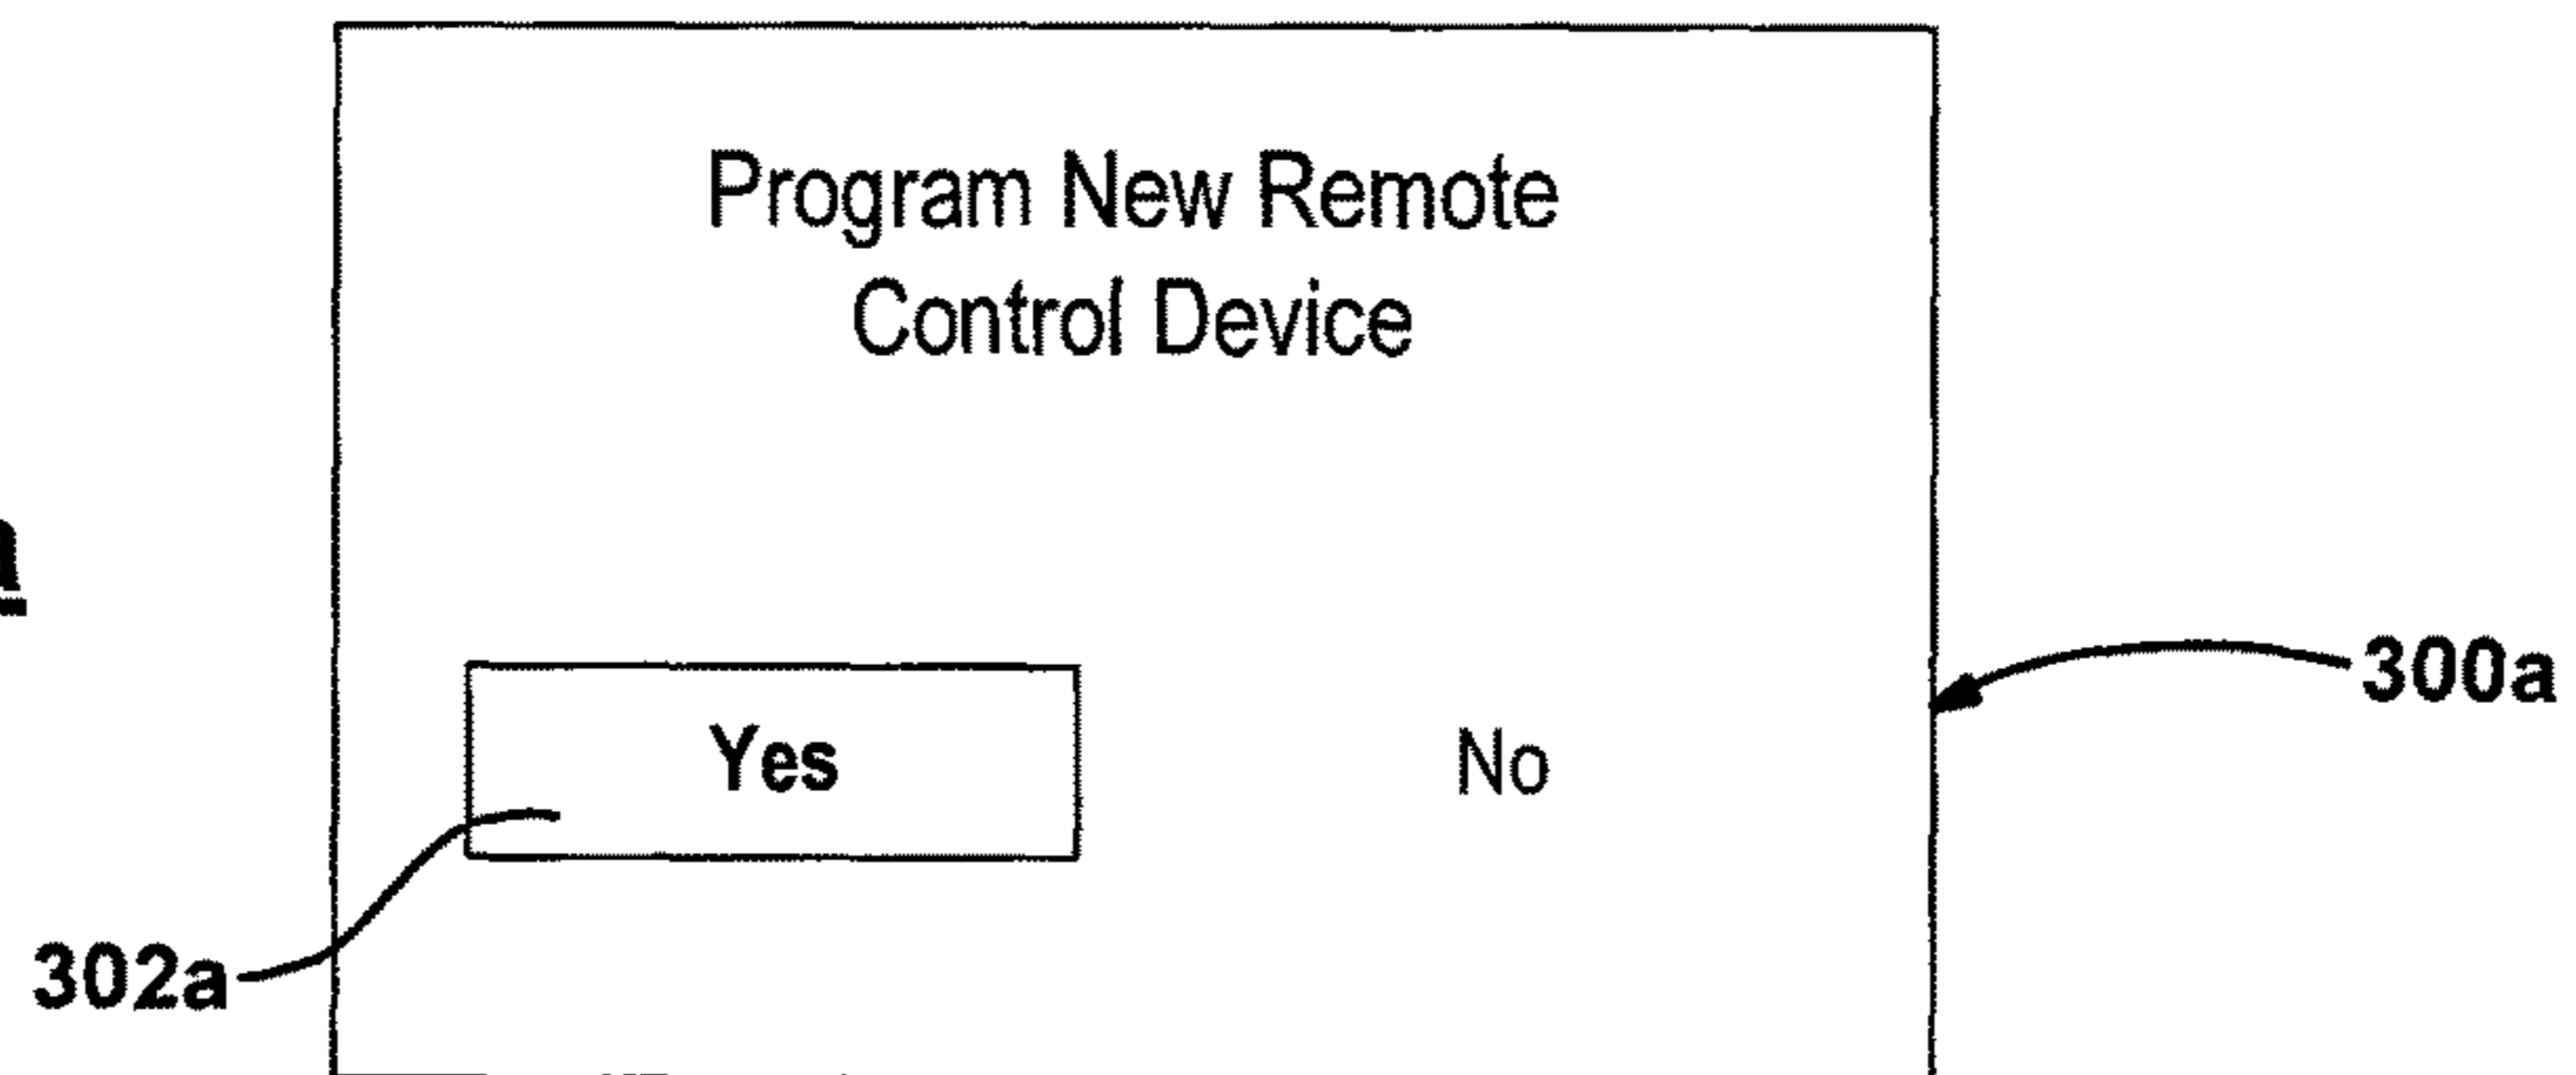 Program New Remote
Control Device
300a
Yes No
302a